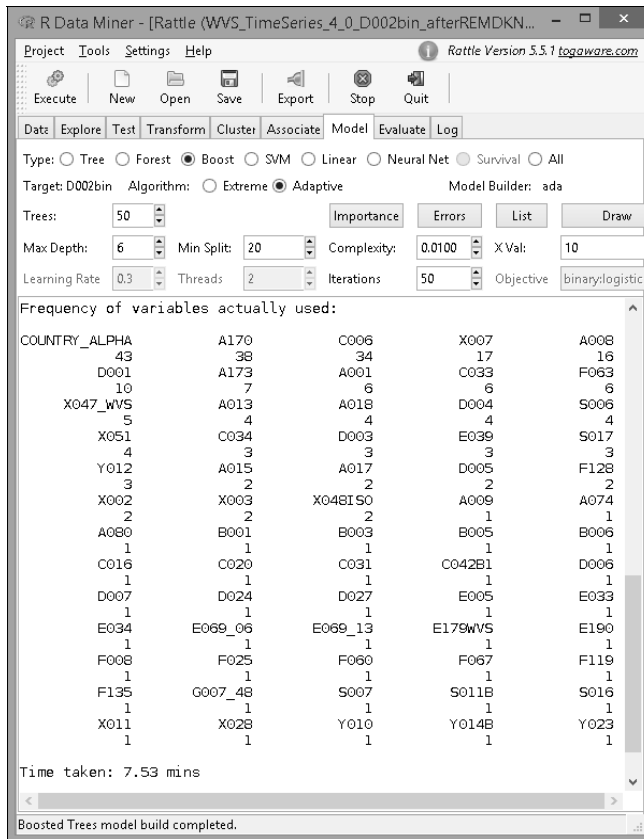 R Data Miner - [Rattle (WVS_TimeSeries_4_0_D002bin_afterREMDKN...
Project Tools Settings Help Rattle Version 5.5.1 togaware.com
Execute New Open Save Export Stop Quit
Data Explore Test Transform Cluster Associate Model Evaluate Log
Type: Tree Forest Boost SVM Linear Neural Net Survival All
Target: D002bin Algorithm: Extreme Adaptive Model Builder: ada
Trees: 50 Importance Errors List Draw
Max Depth: 6 Min Split: 20 Complexity: 0.0100 X Val: 10
Learning Rate 0.3 Threads 2 Iterations 50 Objective binary:logistic
Frequency of variables actually used:
COUNTRY_ALPHA A170 C006 X007 A008
43 38 34 17 16
D001 A173 A001 C033 F063
10 7 6 6 6
X047_WVS A013 A018 D004 S006
5 4 4 4 4
X051 C034 D003 E039 S017
4 3 3 3 3
Y012 A015 A017 D005 F128
3 2 2 2 2
X002 X003 X048ISO A009 A074
2 2 2 1 1
A080 B001 B003 B005 B006
1 1 1 1 1
C016 C020 C031 C042B1 D006
1 1 1 1 1
D007 D024 D027 E005 E033
1 1 1 1 1
E034 E069_06 E069_13 E179WVS E190
1 1 1 1 1
F008 F025 F060 F067 F119
1 1 1 1 1
F135 G007_48 S007 S011B S016
1 1 1 1 1
X011 X028 Y010 Y014B Y023
1 1 1 1 1
Time taken: 7.53 mins
Boosted Trees model build completed.